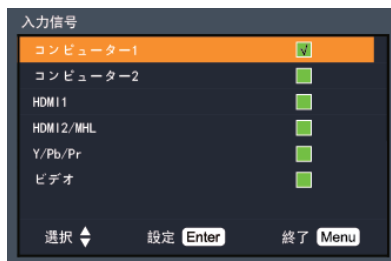 入力信号
コンピューター1
コンピューター2
HDMI1
HDMI2/MHL
Y/Pb/Pr
ビデオ
選択 設定 Enter 終了 Menu